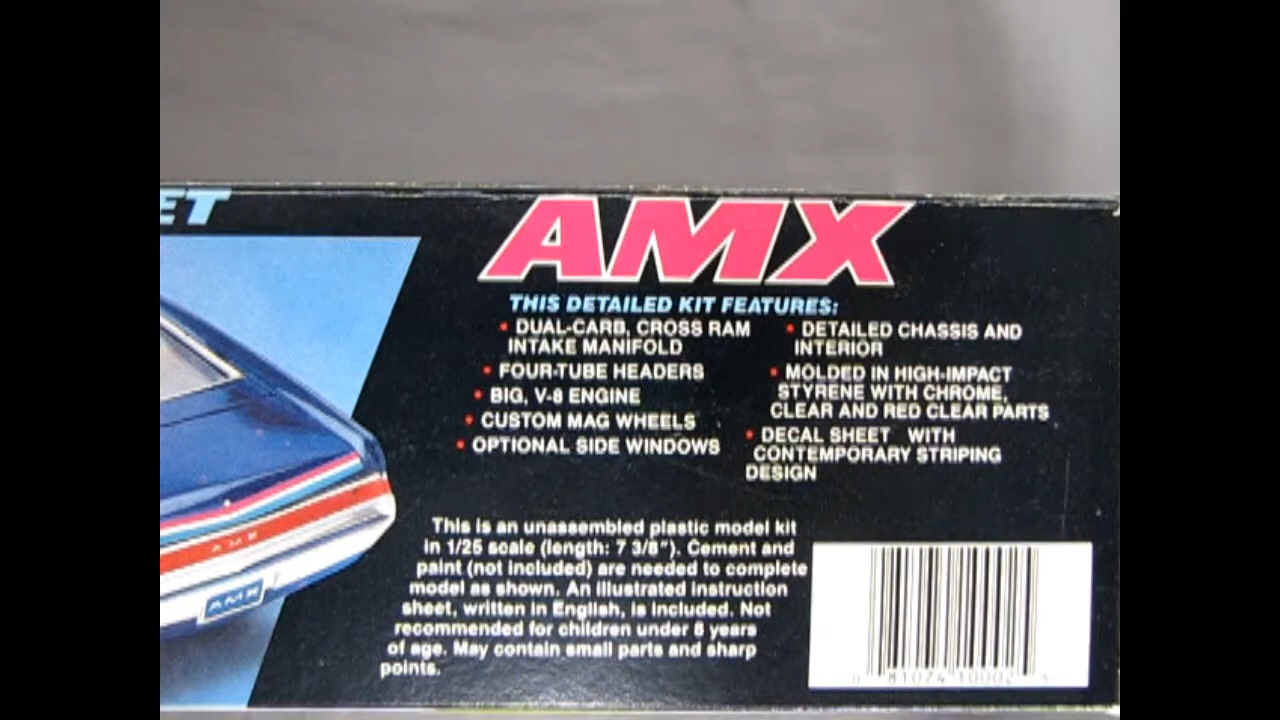 ET
AMX
THIS DETAILED KIT FEATURES:
• DUAL-CARB, CROSS RAM
INTAKE MANIFOLD
• FOUR-TUBE HEADERS
• BIG, V-8 ENGINE
• CUSTOM MAG WHEELS
• OPTIONAL SIDE WINDOWS
• DETAILED CHASSIS AND
INTERIOR
• MOLDED IN HIGH-IMPACT
STYRENE WITH CHROME,
CLEAR AND RED CLEAR PARTS
• DECAL SHEET WITH
CONTEMPORARY STRIPING
DESIGN
This is an unassembled plastic model kit
in 1/25 scale (length: 7 3/8"). Cement and
paint (not included) are needed to complete
model as shown. An illustrated instruction
sheet, written in English, is included. Not
recommended for children under 8 years
of age. May contain small parts and sharp
points.
AMX
AMX
81074 10002